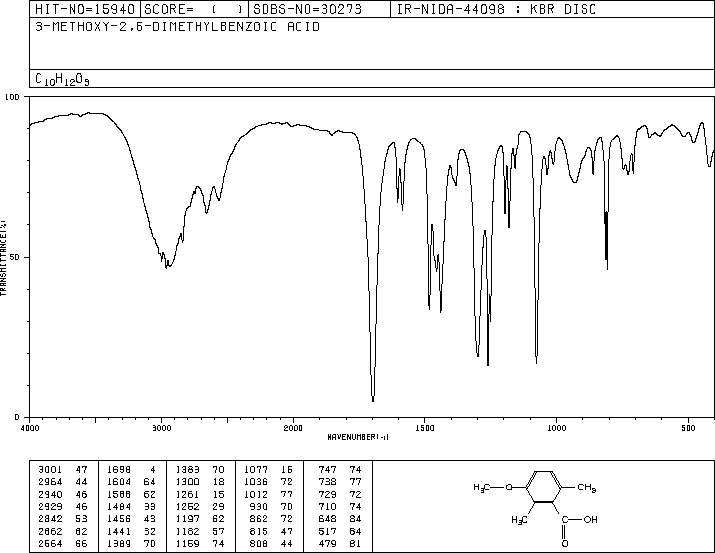 HIT-NO=15940 SCORE= ( ) SDBS-NO=30273 IR-NIDA-44098 : KBR DISC
3-METHOXY-2,6-DIMETHYLBENZOIC ACID
C10H12O3
100
50
0
TRANSMITTANCE(%)
4000 3000 2000 1500 1000 500
WAVENUMBER(-1)
3001 47 1698 4 1383 70 1077 16 747 74
2964 44 1604 64 1300 18 1036 72 738 77
2940 46 1588 62 1261 15 1012 77 729 72
2929 46 1484 33 1252 29 930 70 710 74
2842 53 1456 43 1197 62 862 72 648 84
2662 62 1441 32 1182 57 815 47 517 84
2564 66 1389 70 1159 74 808 44 479 81
H3C O CH3
H3C OH
O